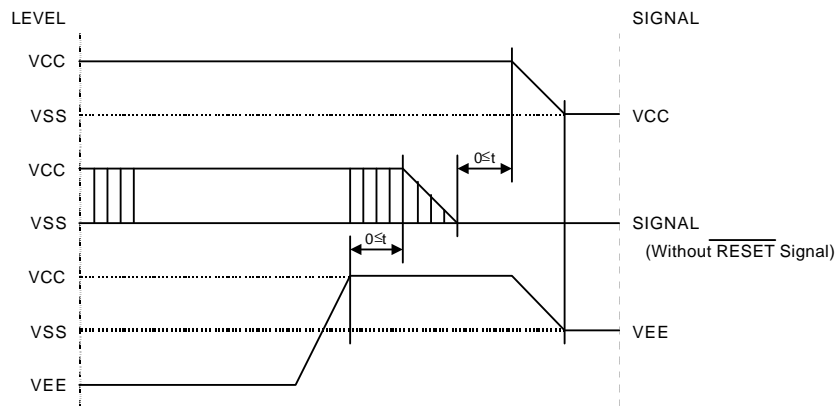 LEVEL
SIGNAL
VCC
VSS
VCC
VCC
0≤t
VSS
SIGNAL
(Without RESET Signal)
0≤t
VCC
VSS
VEE
VEE